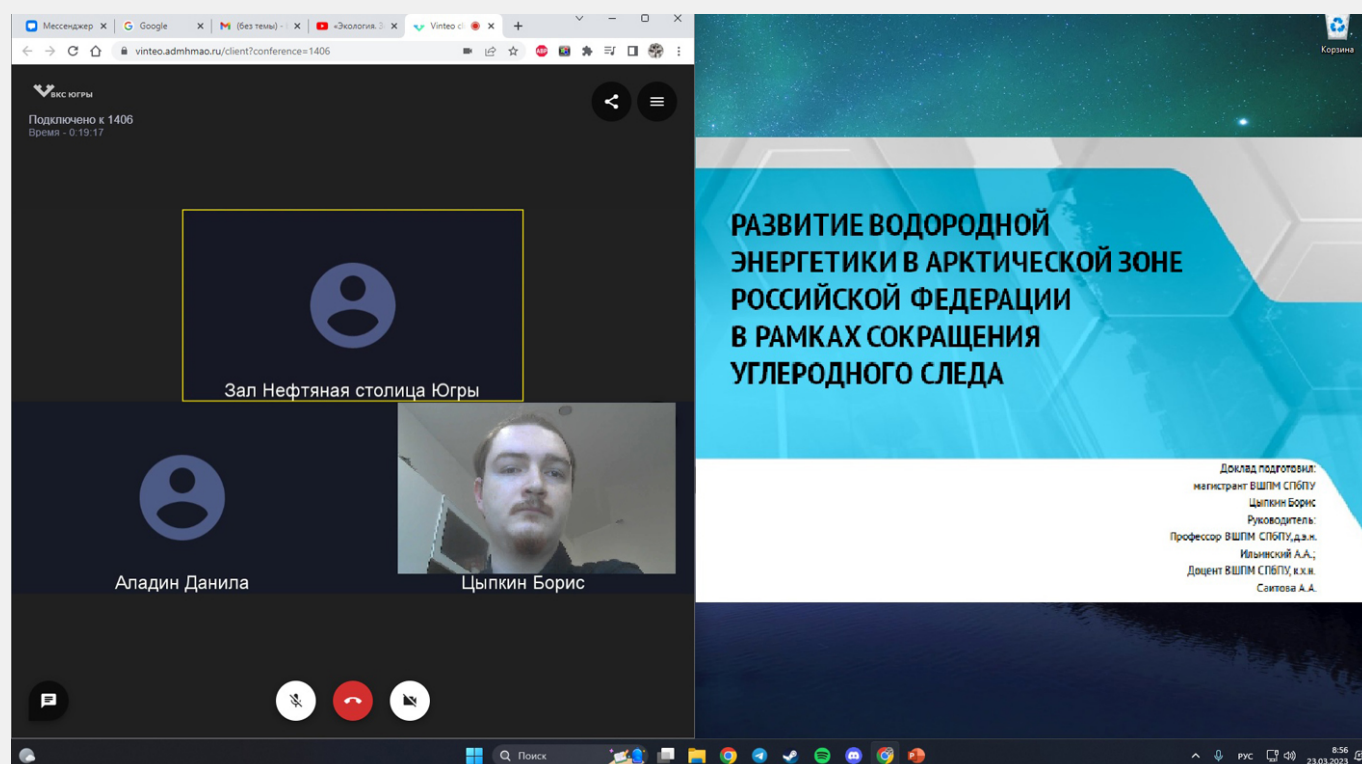 Мессенджер
Google
(без темы) -
«Экология. З
Vinteo cl
vinteo.admhmao.ru/client?conference=1406
ABP
Корзина
ВКС ЮГРЫ
Подключено к 1406
Время - 0:19:17
Зал Нефтяная столица Югры
Аладин Данила
Цыпкин Борис
РАЗВИТИЕ ВОДОРОДНОЙ
ЭНЕРГЕТИКИ В АРКТИЧЕСКОЙ ЗОНЕ
РОССИЙСКОЙ ФЕДЕРАЦИИ
В РАМКАХ СОКРАЩЕНИЯ
УГЛЕРОДНОГО СЛЕДА
Доклад подготовил:
магистрант ВШПМ СПбПУ
Цыпкин Борис
Руководитель:
Профессор ВШПМ СПбПУ, д.э.н.
Ильинский А.А.;
Доцент ВШПМ СПбПУ, к.х.н.
Саитова А.А.
Поиск
РУС
8:56
23.03.2023